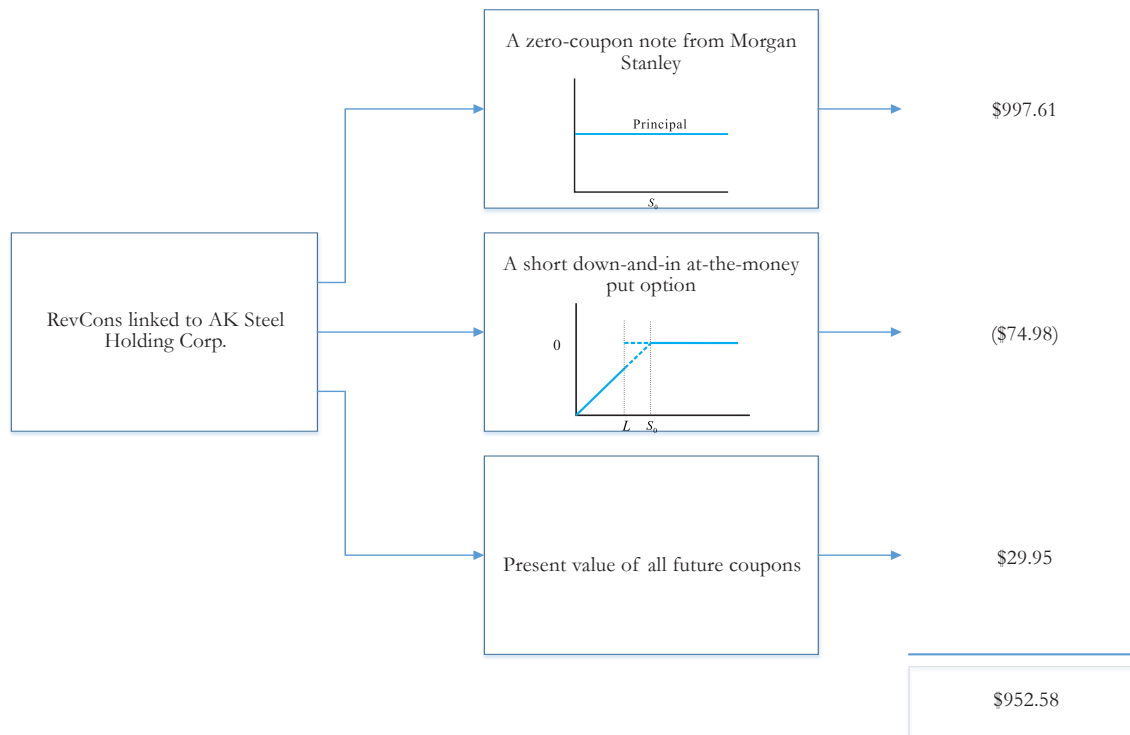 A zero-coupon note from Morgan
Stanley
Principal
S₀
$997.61
RevCons linked to AK Steel
Holding Corp.
A short down-and-in at-the-money
put option
0
L S₀
($74.98)
Present value of all future coupons
$29.95
$952.58